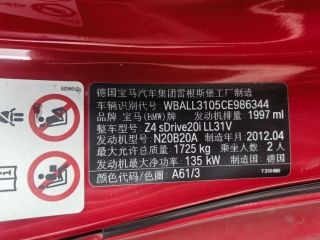 德国宝马汽车集团雷根斯堡工厂制造
车辆识别代号: WBALL3105CE986344
品牌: 宝马(BMW)牌 发动机排量: 1997 ml
整车型号: Z4 sDrive20i LL31V
发动机型号: N20B20A 制造年月: 2012.04
最大允许总质量: 1725 kg 乘坐人数: 2 人
发动机最大净功率: 135 kW 制造国: 德国
颜色代码/色圈: A61/3